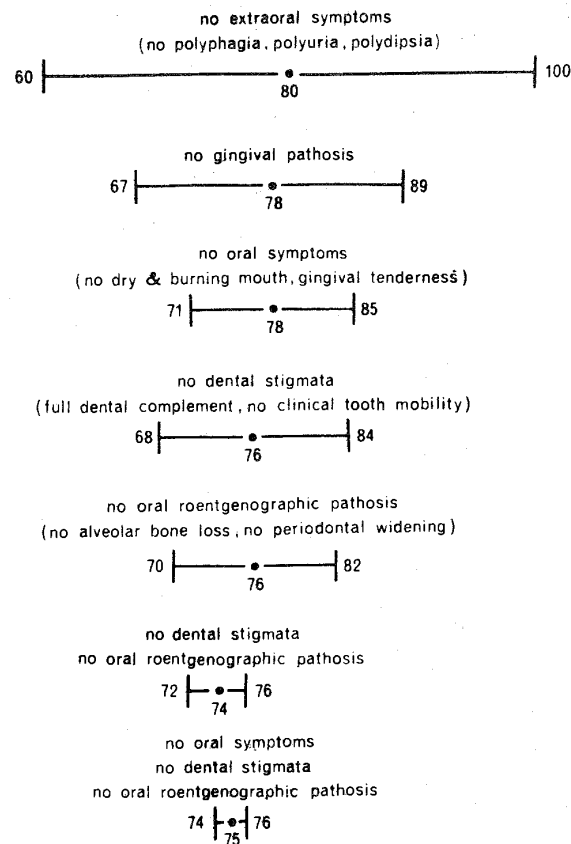 no extraoral symptoms
(no polyphagia, polyuria, polydipsia)
60 80 100
no gingival pathosis
67 78 89
no oral symptoms
(no dry & burning mouth, gingival tenderness)
71 78 85
no dental stigmata
(full dental complement, no clinical tooth mobility)
68 76 84
no oral roentgenographic pathosis
(no alveolar bone loss, no periodontal widening)
70 76 82
no dental stigmata
no oral roentgenographic pathosis
72 74 76
no oral symptoms
no dental stigmata
no oral roentgenographic pathosis
74 75 76